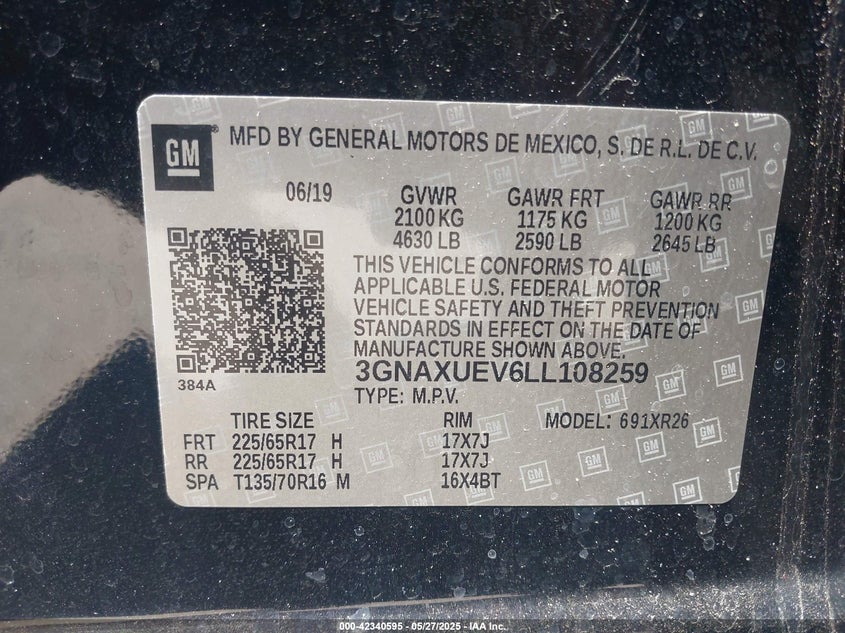 GM MFD BY GENERAL MOTORS DE MEXICO, S. DE R.L. DE C.V.
06/19 GVWR GAWR FRT GAWR RR
2100 KG 1175 KG 1200 KG
4630 LB 2590 LB 2645 LB
THIS VEHICLE CONFORMS TO ALL
APPLICABLE U.S. FEDERAL MOTOR
VEHICLE SAFETY AND THEFT PREVENTION
STANDARDS IN EFFECT ON THE DATE OF
MANUFACTURE SHOWN ABOVE.
384A 3GNAXUEV6LL108259
TYPE: M.P.V.
TIRE SIZE RIM MODEL: 691XR26
FRT 225/65R17 H 17X7J
RR 225/65R17 H 17X7J
SPA T135/70R16 M 16X4BT
000-42340595 - 05/27/2025 - IAA Inc.